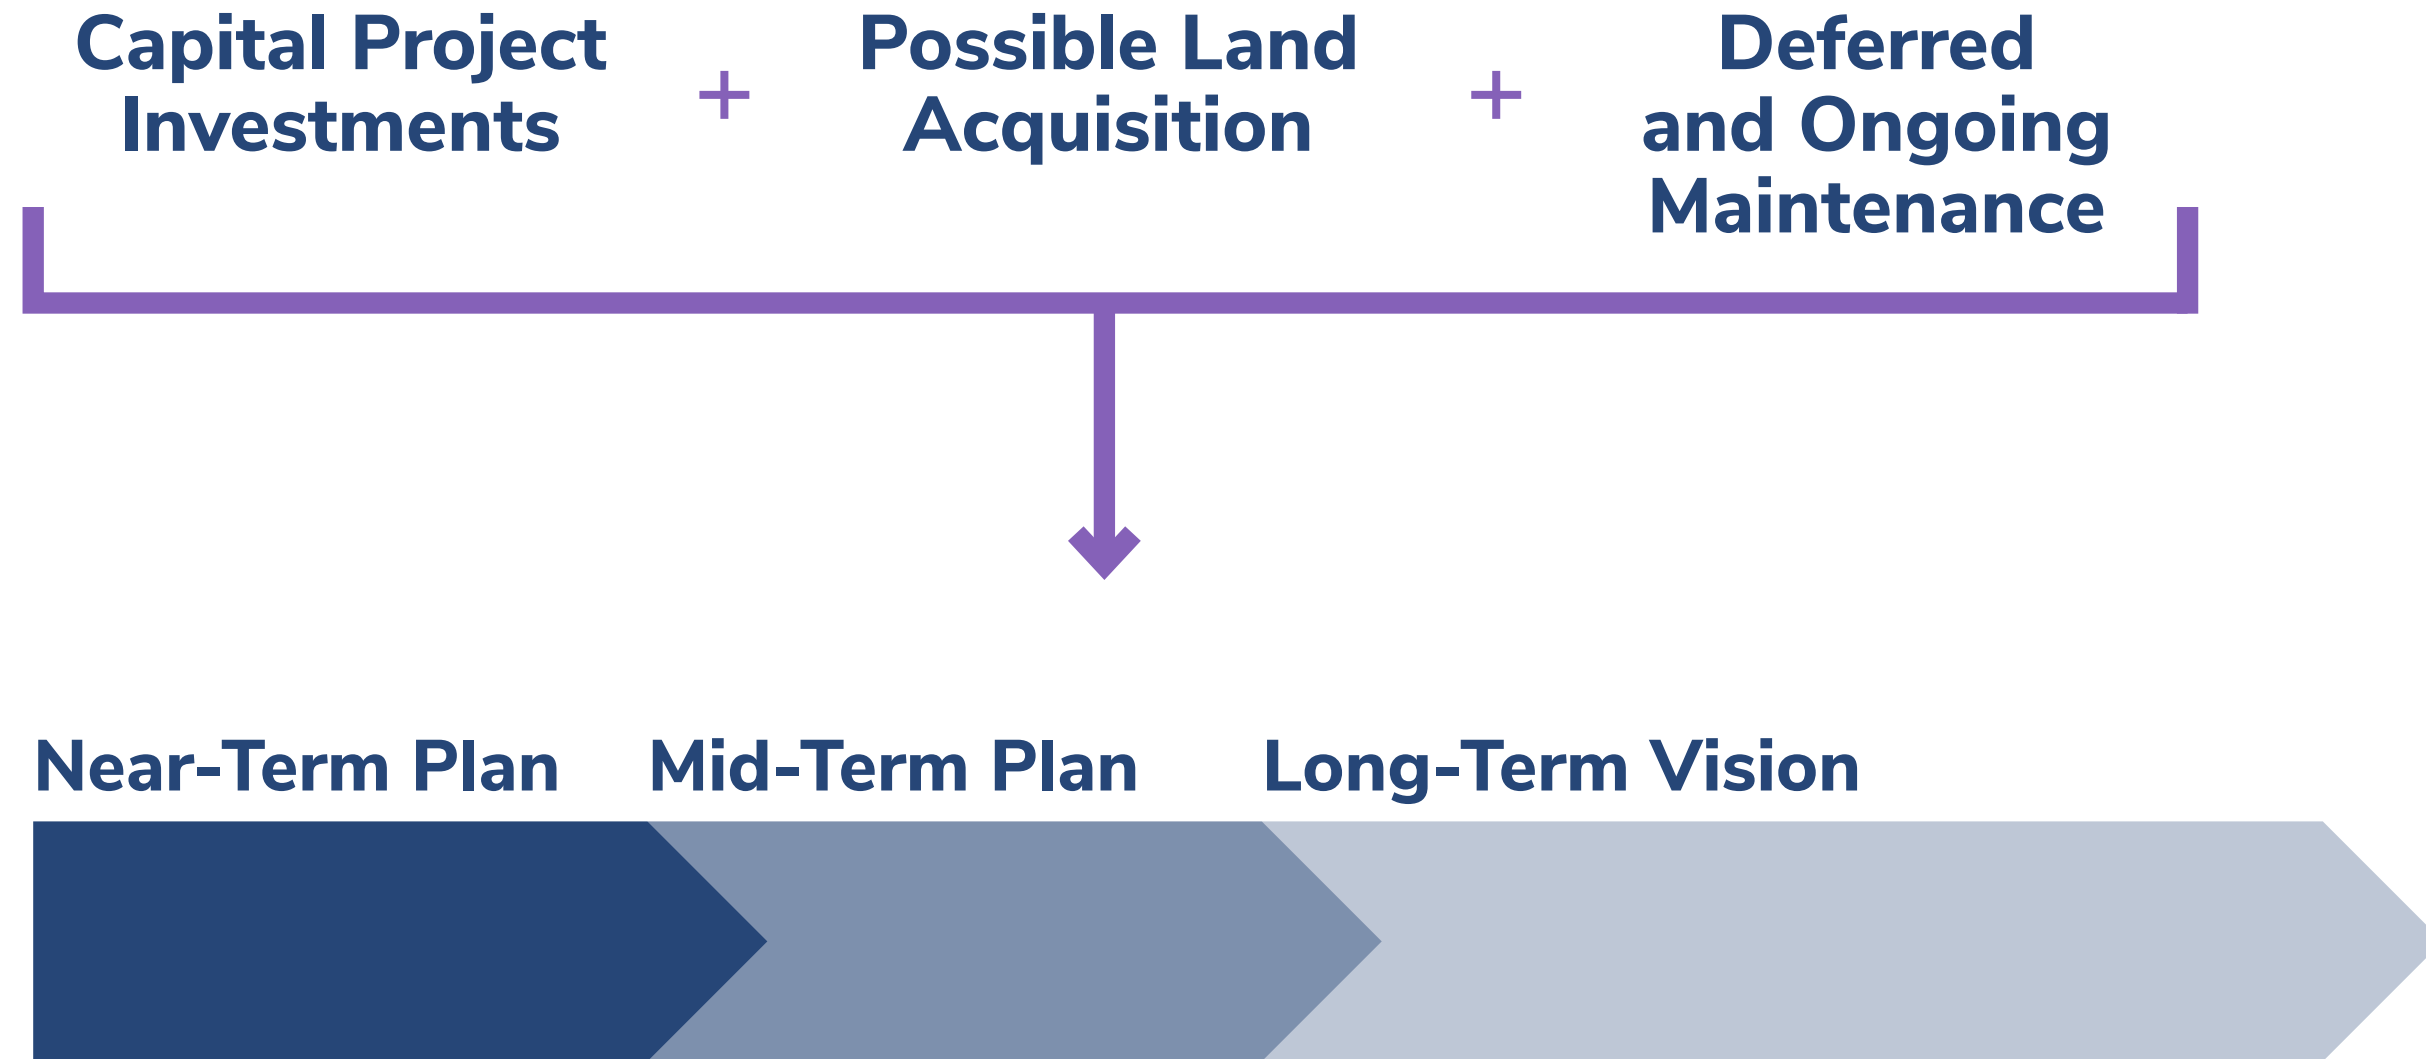 Capital Project
Investments
+
Possible Land
Acquisition
+
Deferred
and Ongoing
Maintenance
Near-Term Plan
Mid-Term Plan
Long-Term Vision